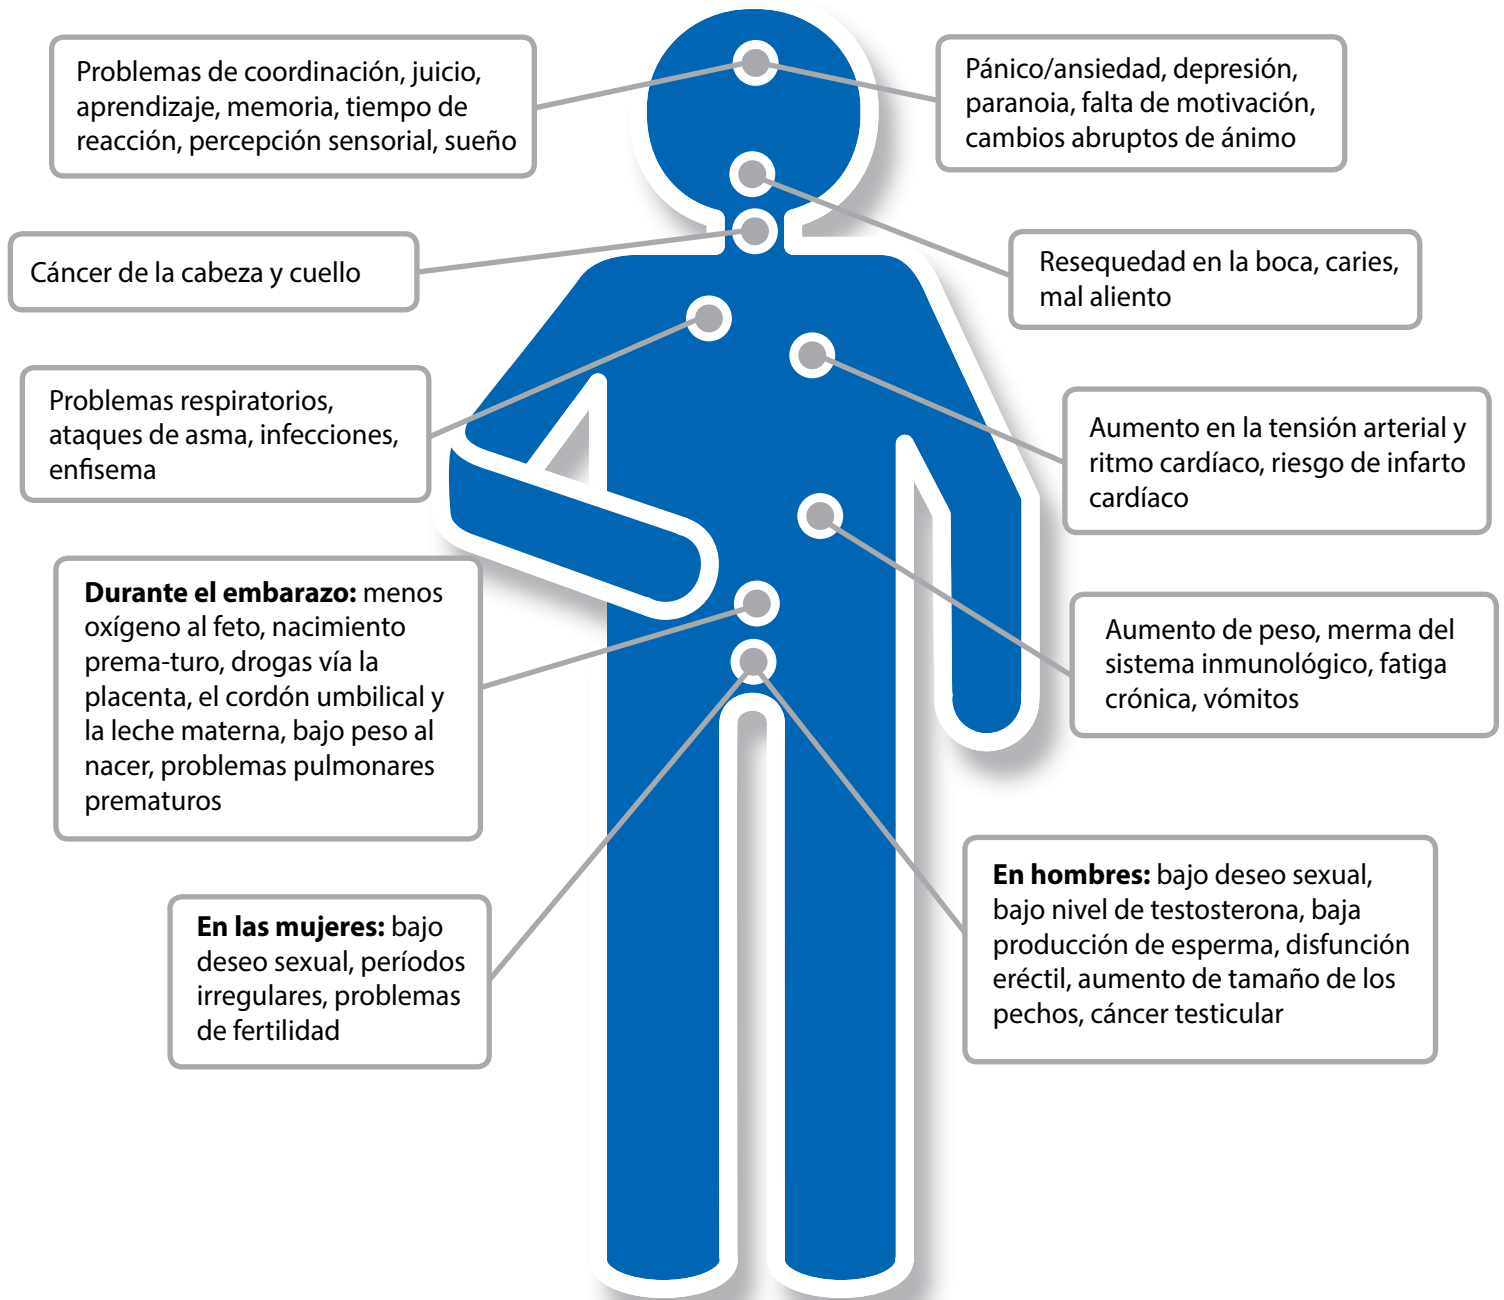 Problemas de coordinación, juicio,
aprendizaje, memoria, tiempo de
reacción, percepción sensorial, sueño
Pánico/ansiedad, depresión,
paranoia, falta de motivación,
cambios abruptos de ánimo
Cáncer de la cabeza y cuello
Resequedad en la boca, caries,
mal aliento
Problemas respiratorios,
ataques de asma, infecciones,
enfisema
Aumento en la tensión arterial y
ritmo cardíaco, riesgo de infarto
cardíaco
Durante el embarazo: menos
oxígeno al feto, nacimiento
prema-turo, drogas vía la
placenta, el cordón umbilical y
la leche materna, bajo peso al
nacer, problemas pulmonares
prematuros
Aumento de peso, merma del
sistema inmunológico, fatiga
crónica, vómitos
En las mujeres: bajo
deseo sexual, períodos
irregulares, problemas
de fertilidad
En hombres: bajo deseo sexual,
bajo nivel de testosterona, baja
producción de esperma, disfunción
eréctil, aumento de tamaño de los
pechos, cáncer testicular